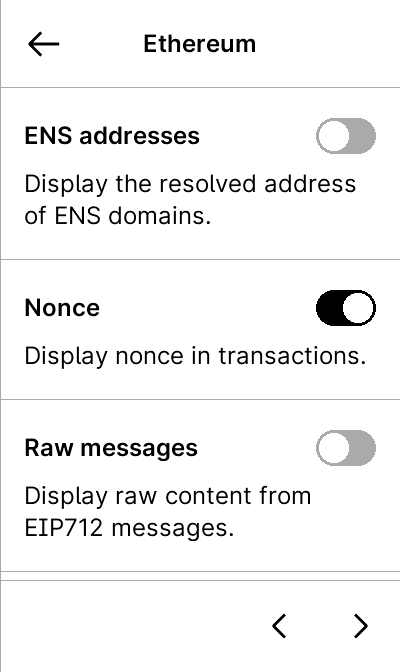 Ethereum
ENS addresses
Display the resolved address
of ENS domains.
Nonce
Display nonce in transactions.
Raw messages
Display raw content from
EIP712 messages.